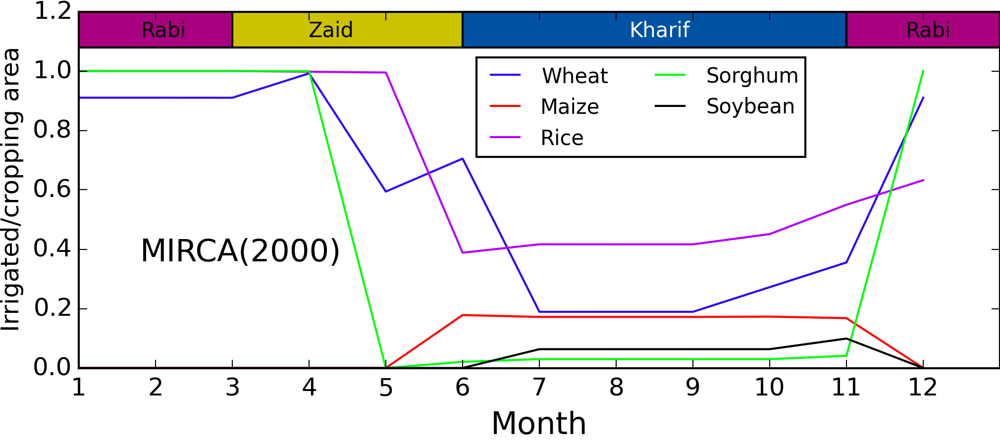 Rabi Zaid Kharif Rabi
1.2
1.0
0.8
0.6
0.4
0.2
0.0
Irrigated/cropping area
Wheat Sorghum
Maize Soybean
Rice
MIRCA(2000)
1 2 3 4 5 6 7 8 9 10 11 12
Month